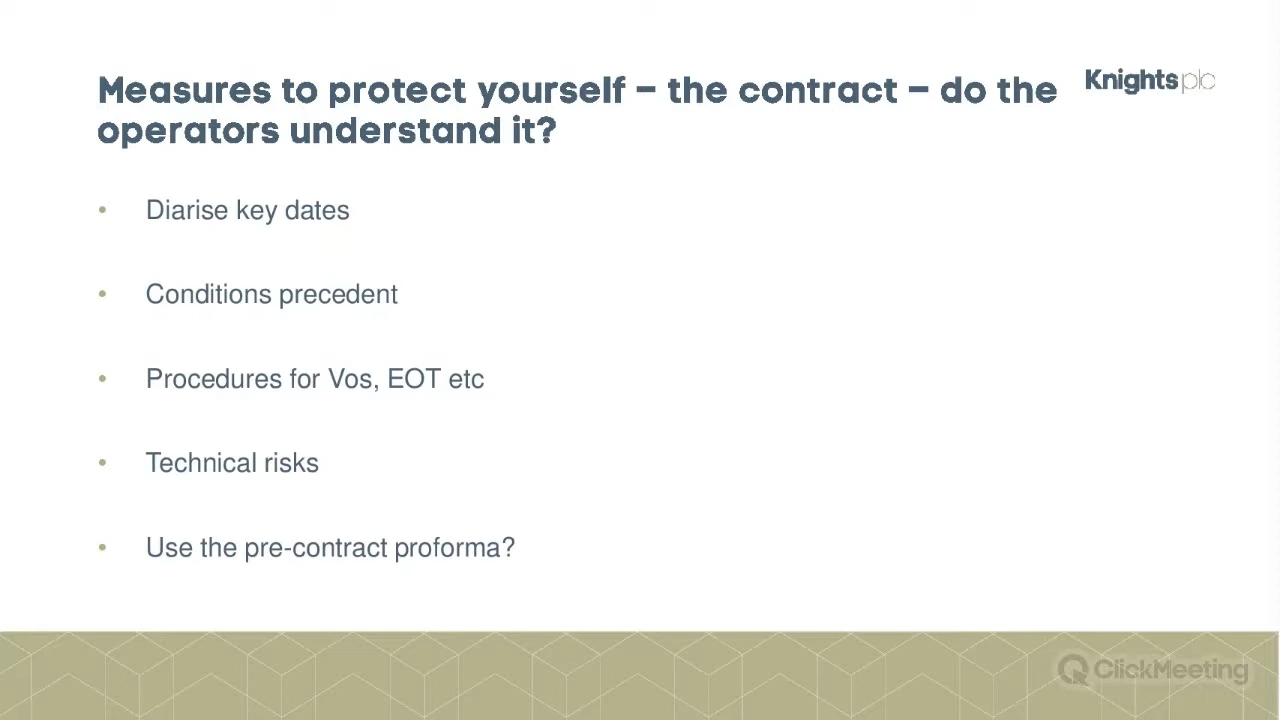 Measures to protect yourself – the contract – do the
operators understand it?
Knights plc
• Diarise key dates
• Conditions precedent
• Procedures for Vos, EOT etc
• Technical risks
• Use the pre-contract proforma?
ClickMeeting